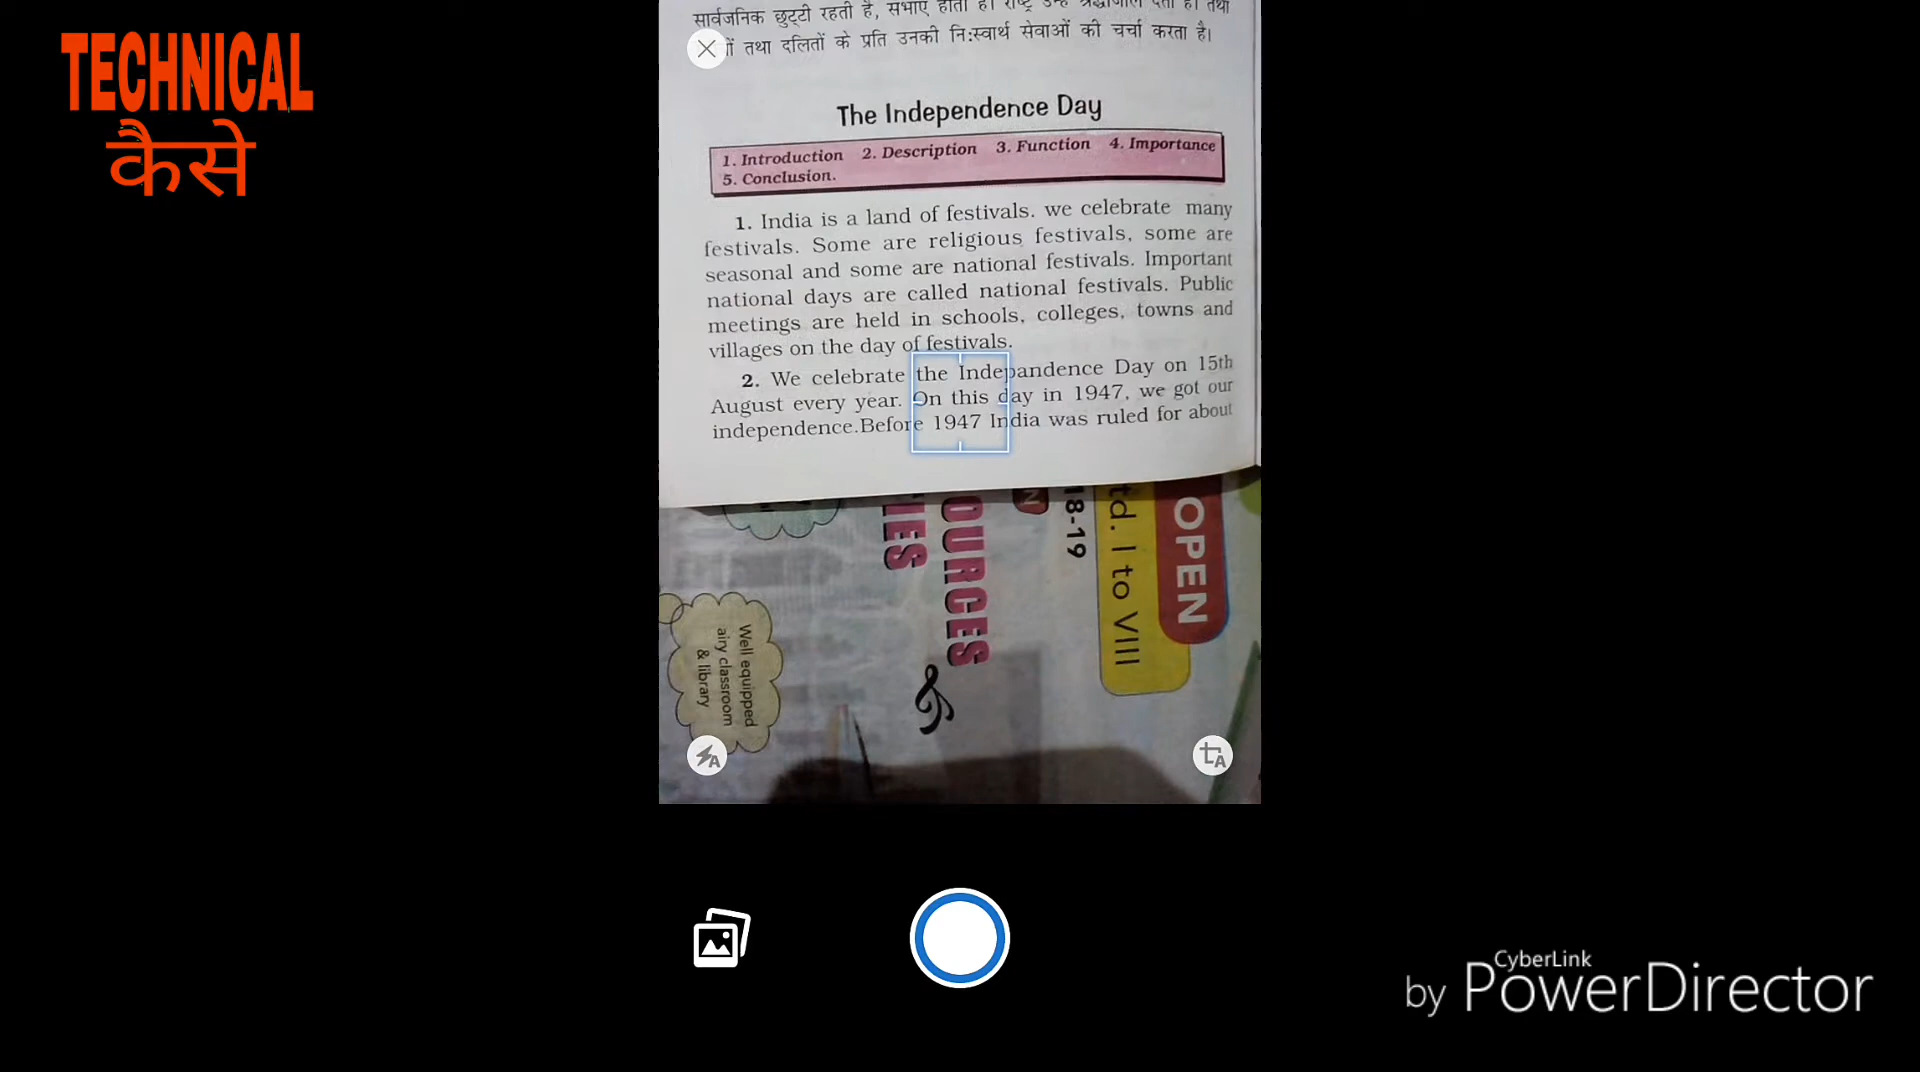 TECHNICAL
कैसे
सार्वजनिक छुट्टी रहती है, सभाएँ होती हैं। राष्ट्र उन्हें श्रद्धांजलि देता है। तथा
तथा दलितों के प्रति उनकी नि:स्वार्थ सेवाओं की चर्चा करता है।
The Independence Day
1. Introduction 2. Description 3. Function 4. Importance
5. Conclusion.
1. India is a land of festivals. we celebrate many
festivals. Some are religious festivals, some are
seasonal and some are national festivals. Important
national days are called national festivals. Public
meetings are held in schools, colleges, towns and
villages on the day of festivals.
2. We celebrate the Indepandence Day on 15th
August every year. On this day in 1947, we got our
independence.Before 1947 India was ruled for about
OPEN
td. I to VIII
18-19
N
OURCES
IES
Well equipped
airy classroom
& library
A
A
CyberLink
by PowerDirector